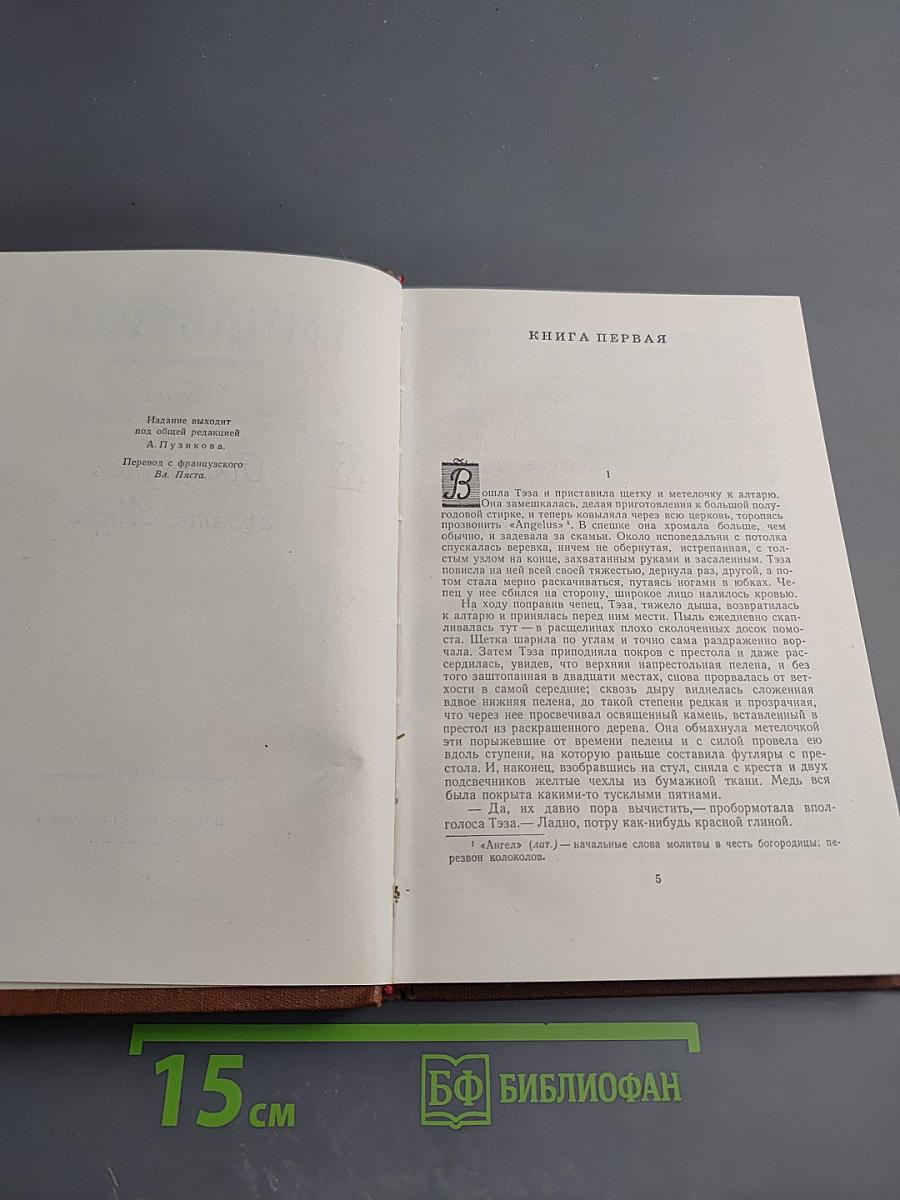 Издание выходит
под общей редакцией
А. Пузикова.
Перевод с французского
Вл. Пяста.
КНИГА ПЕРВАЯ
1
Вошла Тэза и приставила щетку и метелочку к алтарю.
Она замешкалась, делая приготовления к большой полу-
годовой стирке, и теперь ковыляла через всю церковь, торопясь
прозвонить «Angelus»¹. В спешке она хромала больше, чем
обычно, и задевала за скамьи. Около исповедальни с потолка
спускалась веревка, ничем не обернутая, истрепанная, с тол-
стым узлом на конце, захватанным руками и засаленным. Тэза
повисла на ней всей своей тяжестью, дернула раз, другой, а по-
том стала мерно раскачиваться, путаясь ногами в юбках. Че-
пец у нее сбился на сторону, широкое лицо налилось кровью.
На ходу поправив чепец, Тэза, тяжело дыша, возвратилась
к алтарю и принялась перед ним мести. Пыль ежедневно скап-
ливалась тут — в расщелинах плохо сколоченных досок помо-
ста. Щетка шарила по углам и точно сама раздраженно вор-
чала. Затем Тэза приподняла покров с престола и даже рас-
сердилась, увидев, что верхняя напрестольная пелена, и без
того заштопанная в двадцати местах, снова прорвалась от вет-
хости в самой середине; сквозь дыру виднелась сложенная
вдвое нижняя пелена, до такой степени редкая и прозрачная,
что через нее просвечивал освященный камень, вставленный в
престол из раскрашенного дерева. Она обмахнула метелочкой
эти порыжевшие от времени пелены и с силой провела ею
вдоль ступени, на которую раньше составила футляры с пре-
стола. И, наконец, взобравшись на стул, сняла с креста и двух
подсвечников желтые чехлы из бумажной ткани. Медь вся
была покрыта какими-то тусклыми пятнами.
— Да, их давно пора вычистить,— пробормотала впол-
голоса Тэза.— Ладно, потру как-нибудь красной глиной.
¹ «Ангел» (лат.) — начальные слова молитвы в честь богородицы; пе-
резвон колоколов.
5
15 см
БФ БИБЛИОФАН